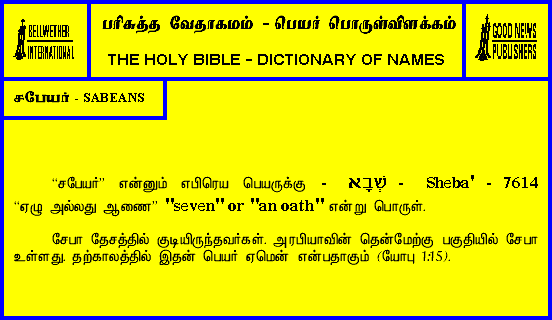 BELLWETHER
INTERNATIONAL
பரிசுத்த வேதாகமம் - பெயர் பொருள்விளக்கம்
THE HOLY BIBLE - DICTIONARY OF NAMES
GOOD NEWS
PUBLISHERS
சபேயர் - SABEANS
“சபேயர்” என்னும் எபிரெய பெயருக்கு - שְׁבָא - Sheba' - 7614
“ஏழு அல்லது ஆணை” "seven" or "an oath" என்று பொருள்.
சேபா தேசத்தில் குடியிருந்தவர்கள். அரபியாவின் தென்மேற்கு பகுதியில் சேபா
உள்ளது. தற்காலத்தில் இதன் பெயர் ஏமென் என்பதாகும் (யோபு 1:15).